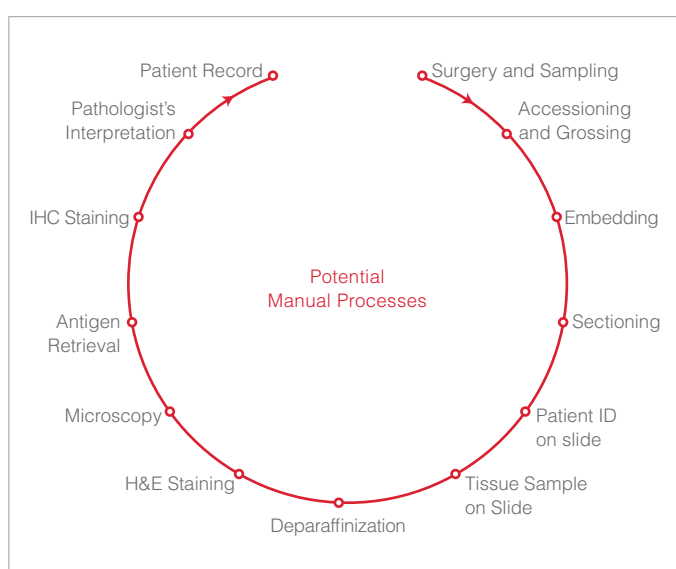 Patient Record
Surgery and Sampling
Pathologist's
Interpretation
Accessioning
and Grossing
IHC Staining
Embedding
Potential
Manual Processes
Antigen
Retrieval
Sectioning
Microscopy
Patient ID
on slide
H&E Staining
Tissue Sample
on Slide
Deparaffinization